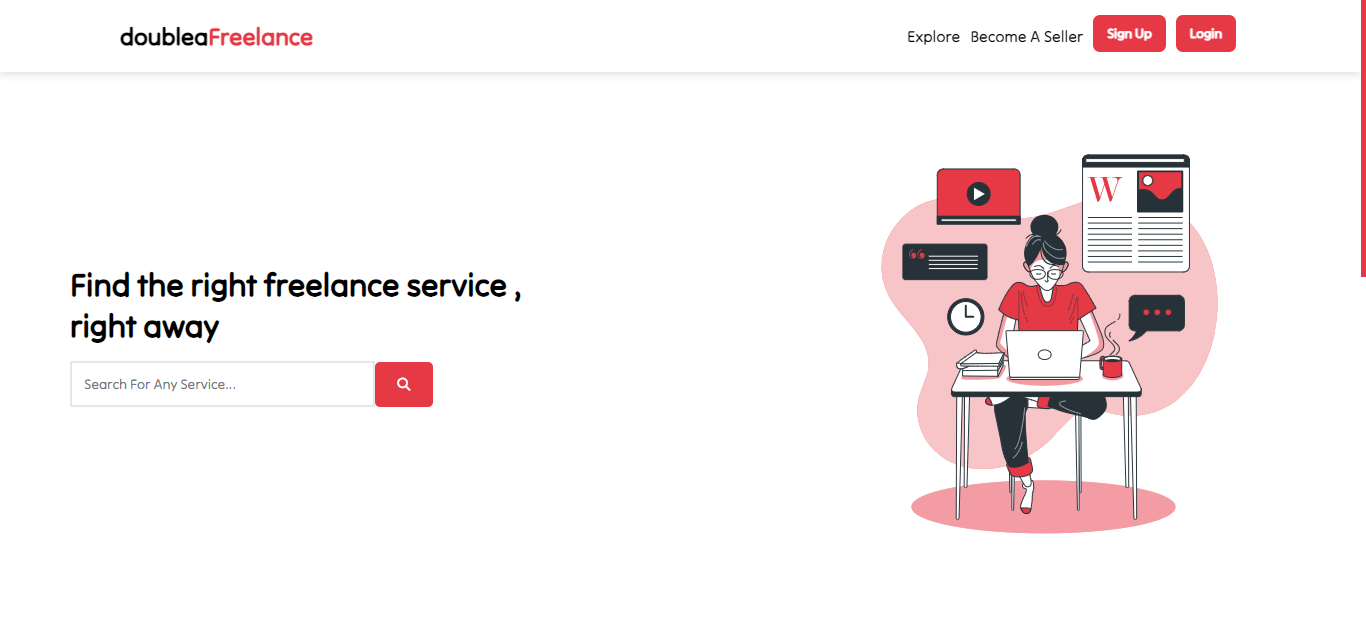 doubleaFreelance
Explore Become A Seller Sign Up Login
W
Find the right freelance service ,
right away
Search For Any Service...